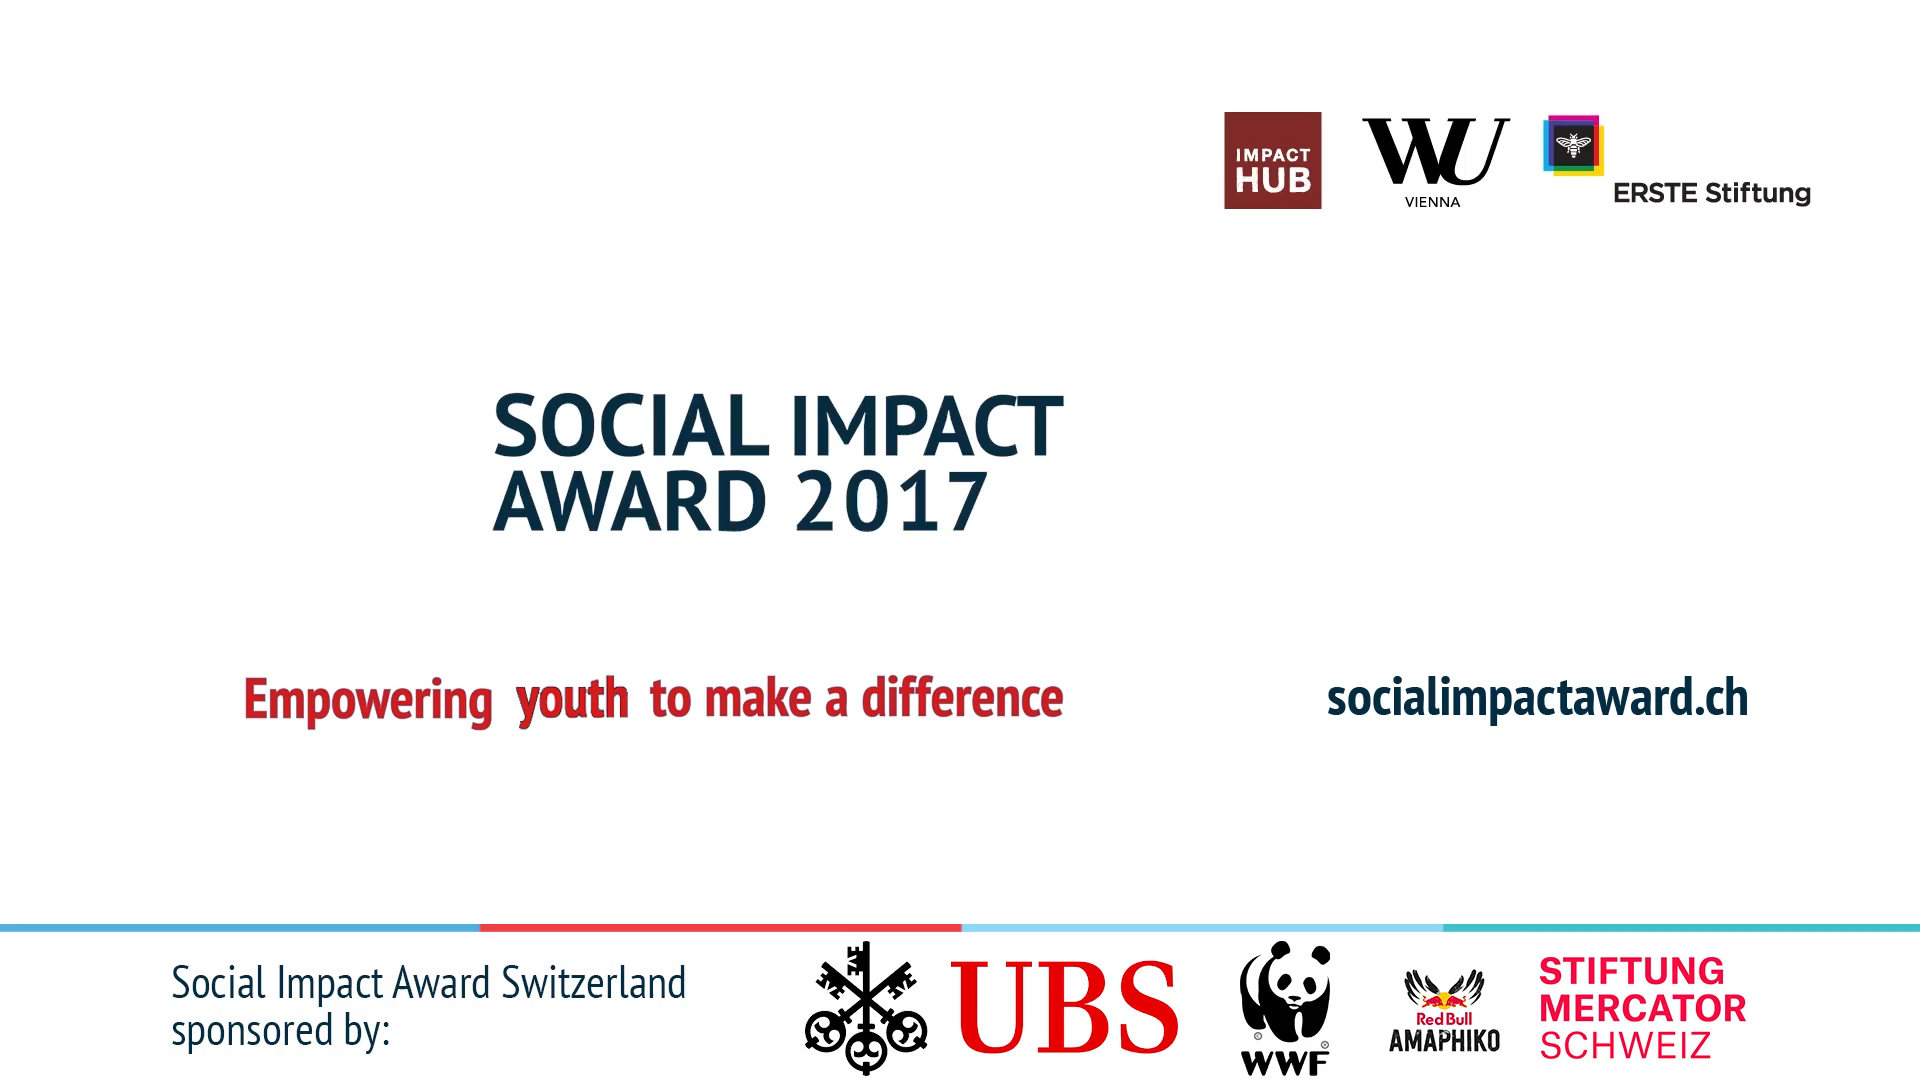 IMPACT
HUB
WU
VIENNA
ERSTE Stiftung
SOCIAL IMPACT
AWARD 2017
Empowering youth to make a difference
socialimpactaward.ch
Social Impact Award Switzerland
sponsored by:
UBS
WWF
Red Bull
AMAPHIKO
STIFTUNG
MERCATOR
SCHWEIZ